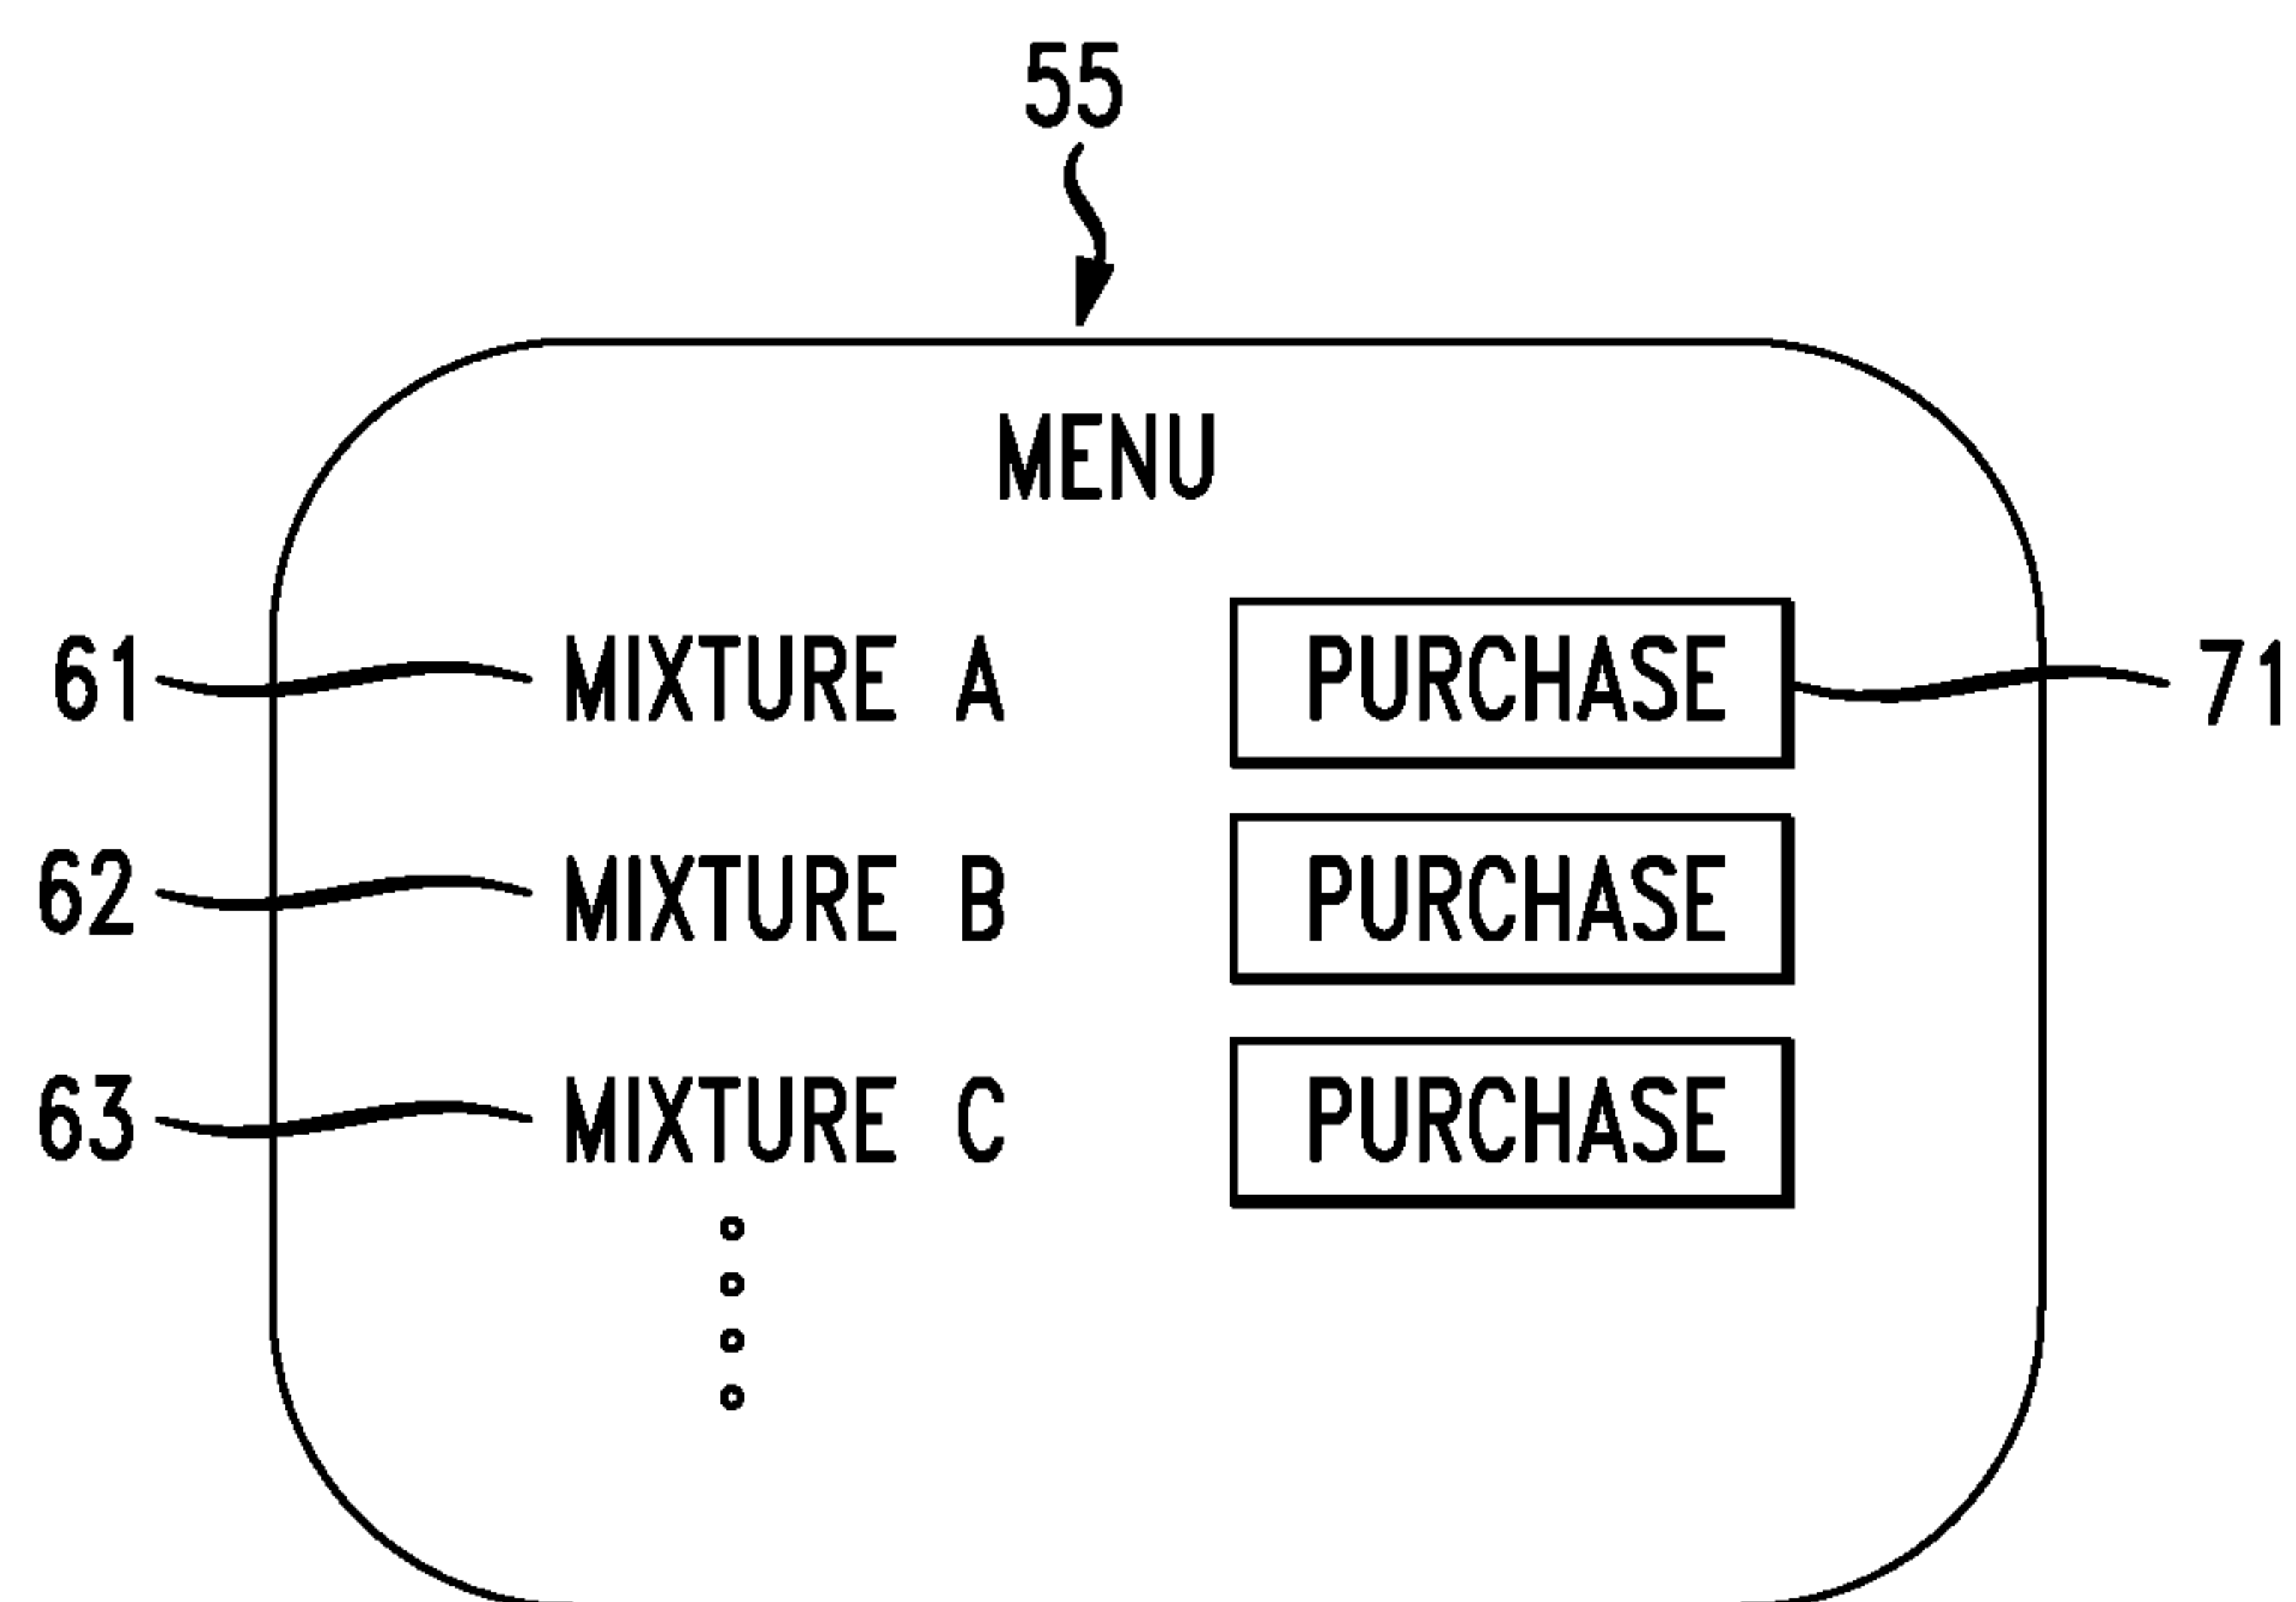 55
MENU
61 MIXTURE A PURCHASE 71
62 MIXTURE B PURCHASE
63 MIXTURE C PURCHASE